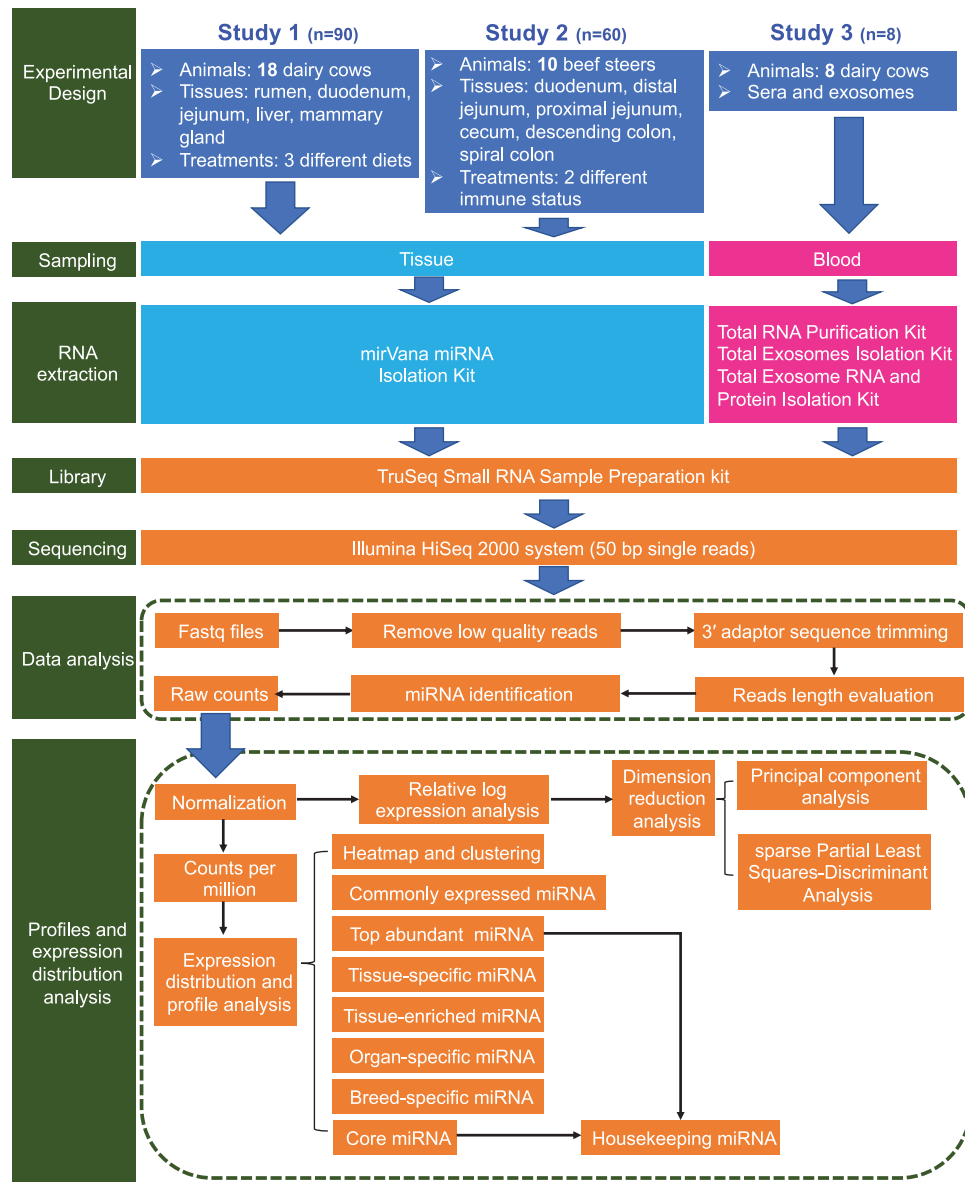 Experimental
Design
Study 1 (n=90)
➢ Animals: 18 dairy cows
➢ Tissues: rumen, duodenum,
jejunum, liver, mammary
gland
➢ Treatments: 3 different diets
Study 2 (n=60)
➢ Animals: 10 beef steers
➢ Tissues: duodenum, distal
jejunum, proximal jejunum,
cecum, descending colon,
spiral colon
➢ Treatments: 2 different
immune status
Study 3 (n=8)
➢ Animals: 8 dairy cows
➢ Sera and exosomes
Sampling
Tissue
Blood
RNA
extraction
mirVana miRNA
Isolation Kit
Total RNA Purification Kit
Total Exosomes Isolation Kit
Total Exosome RNA and
Protein Isolation Kit
Library
TruSeq Small RNA Sample Preparation kit
Sequencing
Illumina HiSeq 2000 system (50 bp single reads)
Data analysis
Fastq files
Remove low quality reads
3′ adaptor sequence trimming
Raw counts
miRNA identification
Reads length evaluation
Profiles and
expression
distribution
analysis
Normalization
Relative log
expression analysis
Dimension
reduction
analysis
Principal component
analysis
sparse Partial Least
Squares-Discriminant
Analysis
Counts per
million
Expression
distribution and
profile analysis
Heatmap and clustering
Commonly expressed miRNA
Top abundant miRNA
Tissue-specific miRNA
Tissue-enriched miRNA
Organ-specific miRNA
Breed-specific miRNA
Core miRNA
Housekeeping miRNA